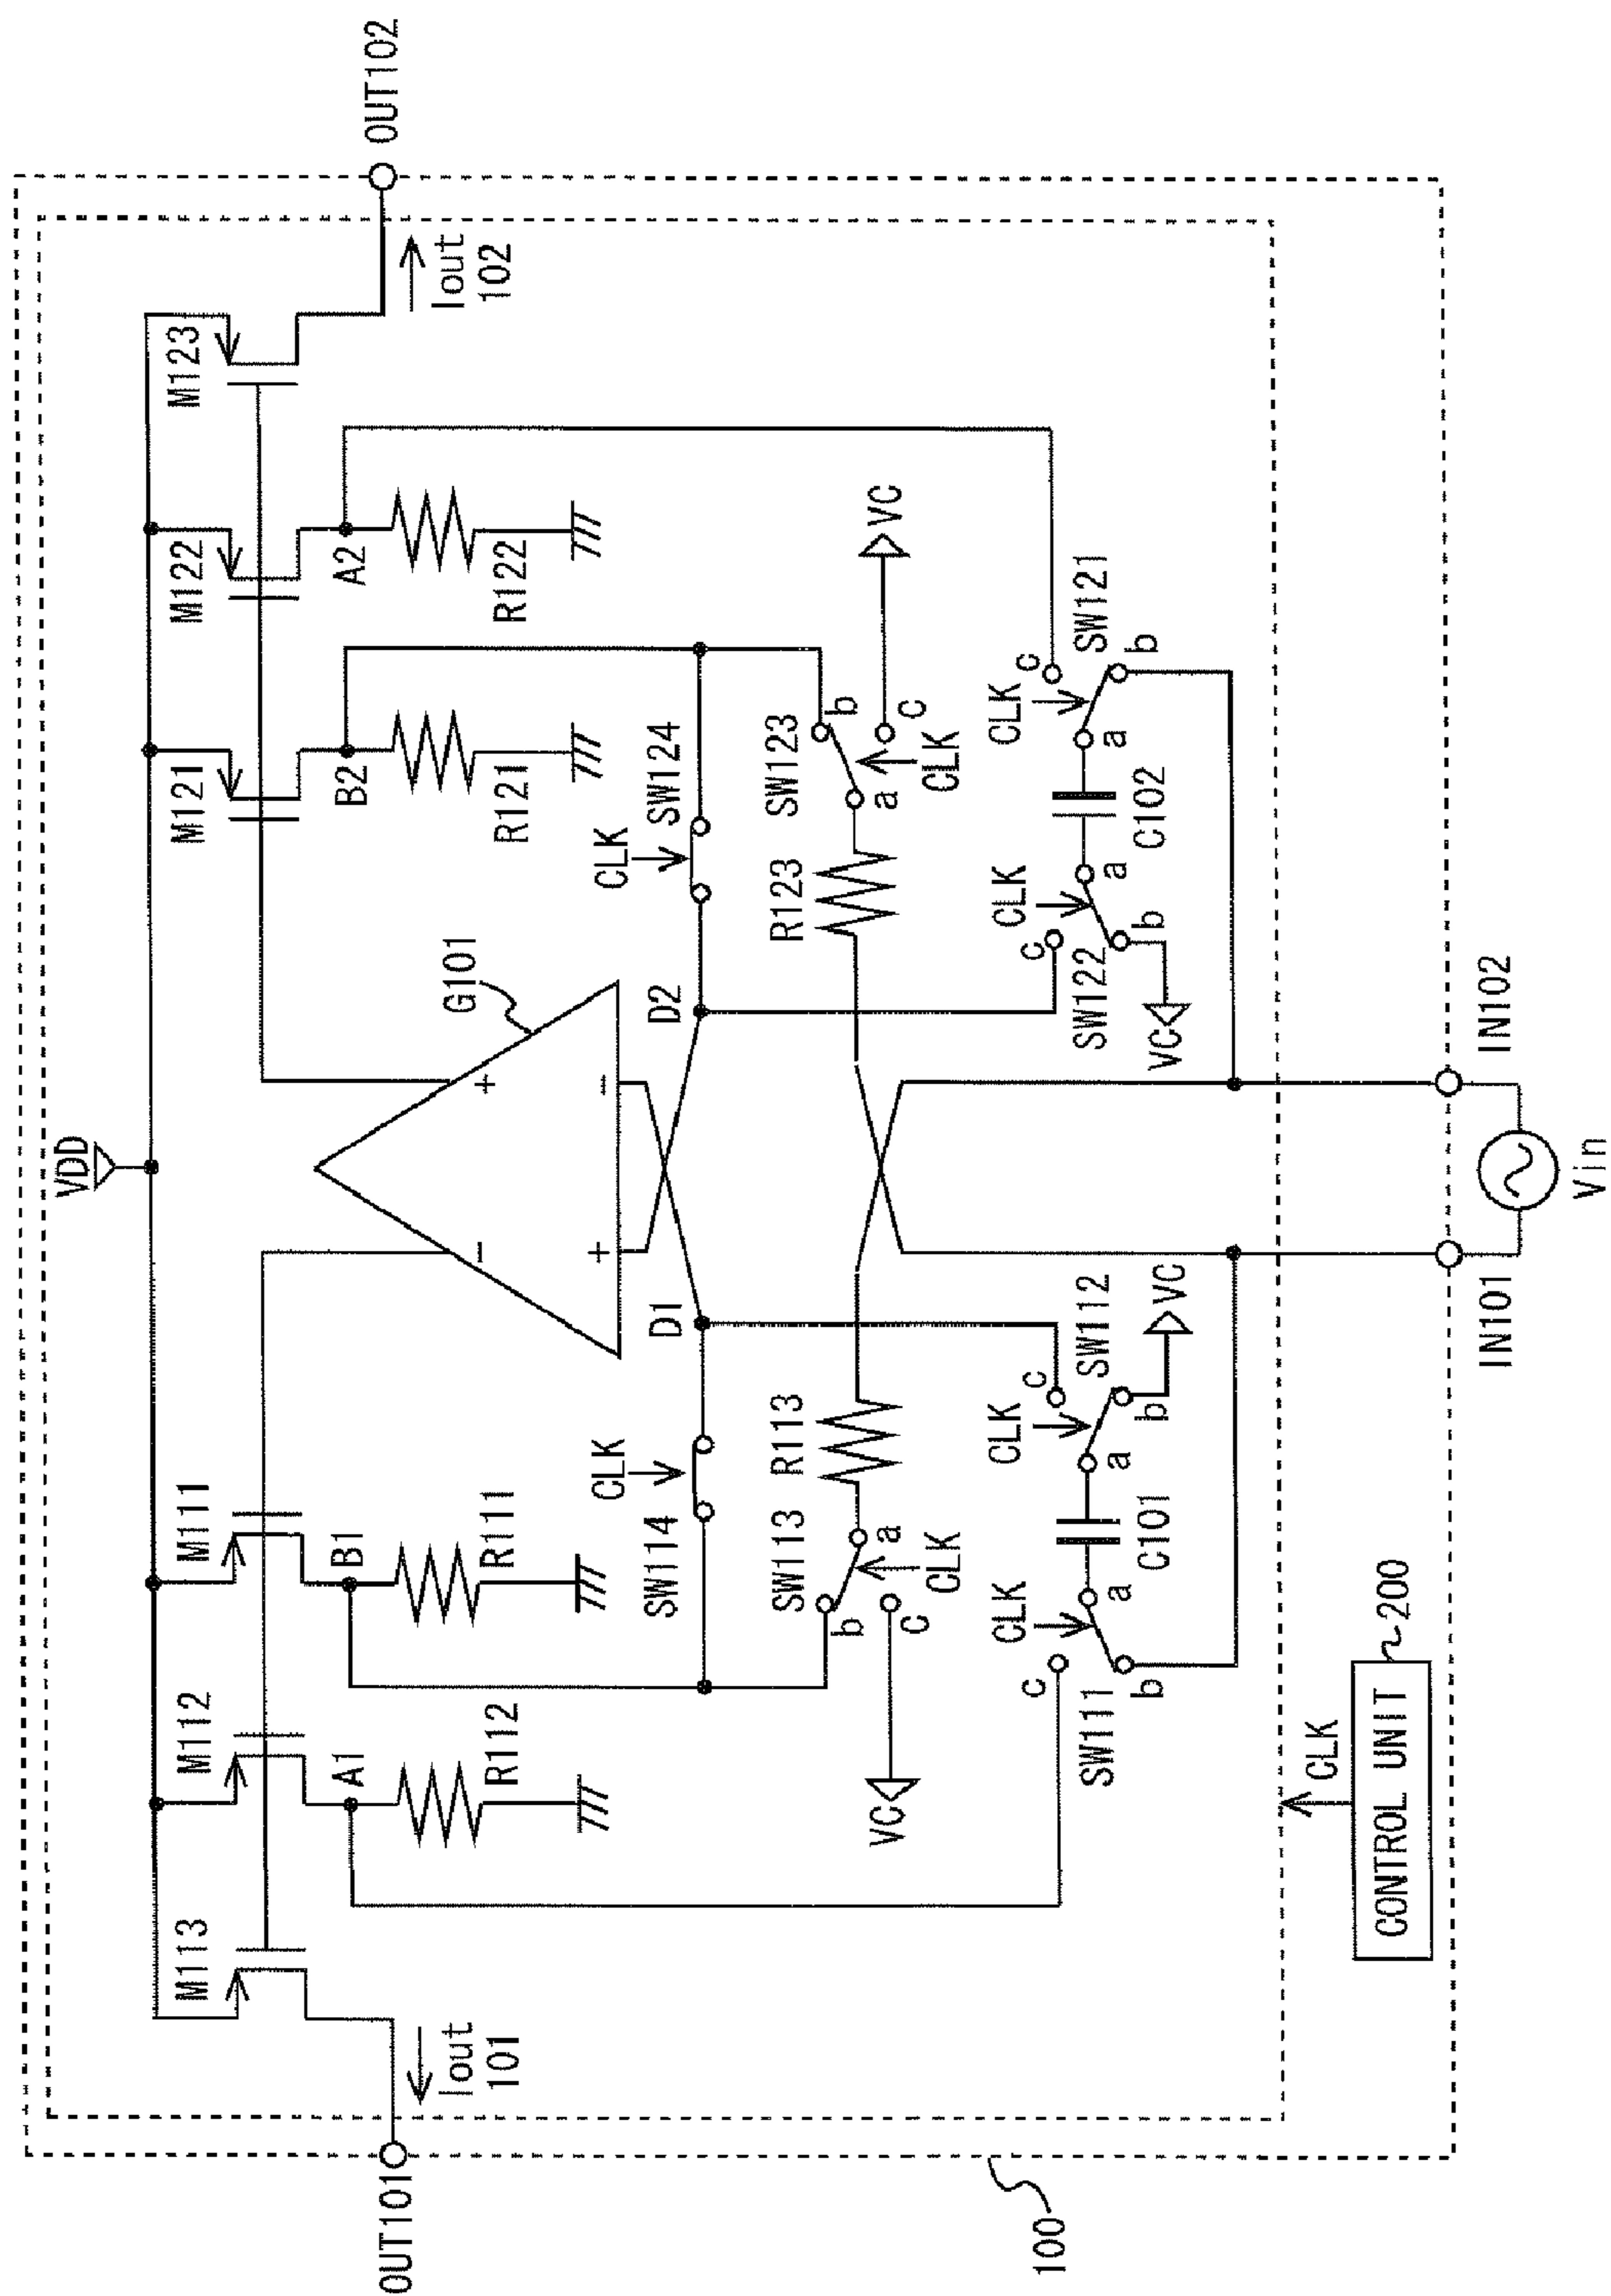 VDD
M113
M112
M111
M121
M122
M123
OUT101
Iout
101
A1
B1
R112
R111
G101
−
+
+
−
B2
A2
R121
R122
Iout
102
OUT102
D1
D2
SW114
CLK
CLK
SW124
SW113
b
a
c
CLK
R113
R123
SW123
b
a
c
CLK
VC
VC
SW111
CLK
c
a
b
C101
CLK
c
a
b
SW112
VC
VC
SW122
CLK
c
a
b
C102
CLK
c
a
b
SW121
CLK
CONTROL UNIT
200
100
IN101
IN102
Vin